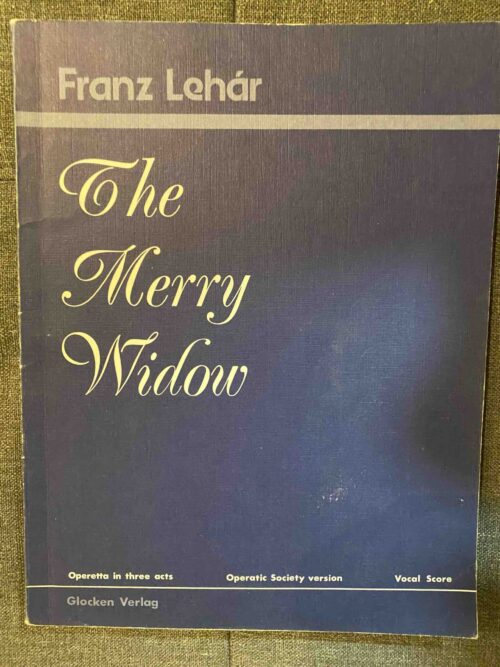 Franz Lehár
The
Merry
Widow
Operetta in three acts Operatic Society version Vocal Score
Glocken Verlag